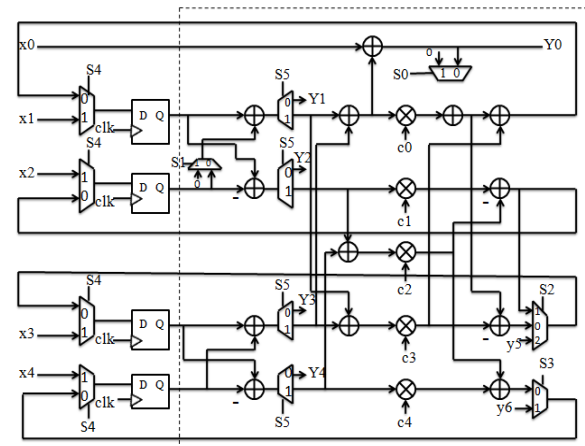 x0 0 Y0
S4 S0 1 0
S5
0 0 Y1
x1 1 D Q 1
clk c0
S4 S1 1 0 S5 Y2
x2 1 D Q 0 0
0 - 1 -
clk c1
c2
S4 S5 Y3 S2
0 D Q 0 1
x3 1 1 0
clk c3 - y5 2
x4 1 D Q 0 Y4 S3
0 - 1 0
clk c4 y6 1
S4 S5